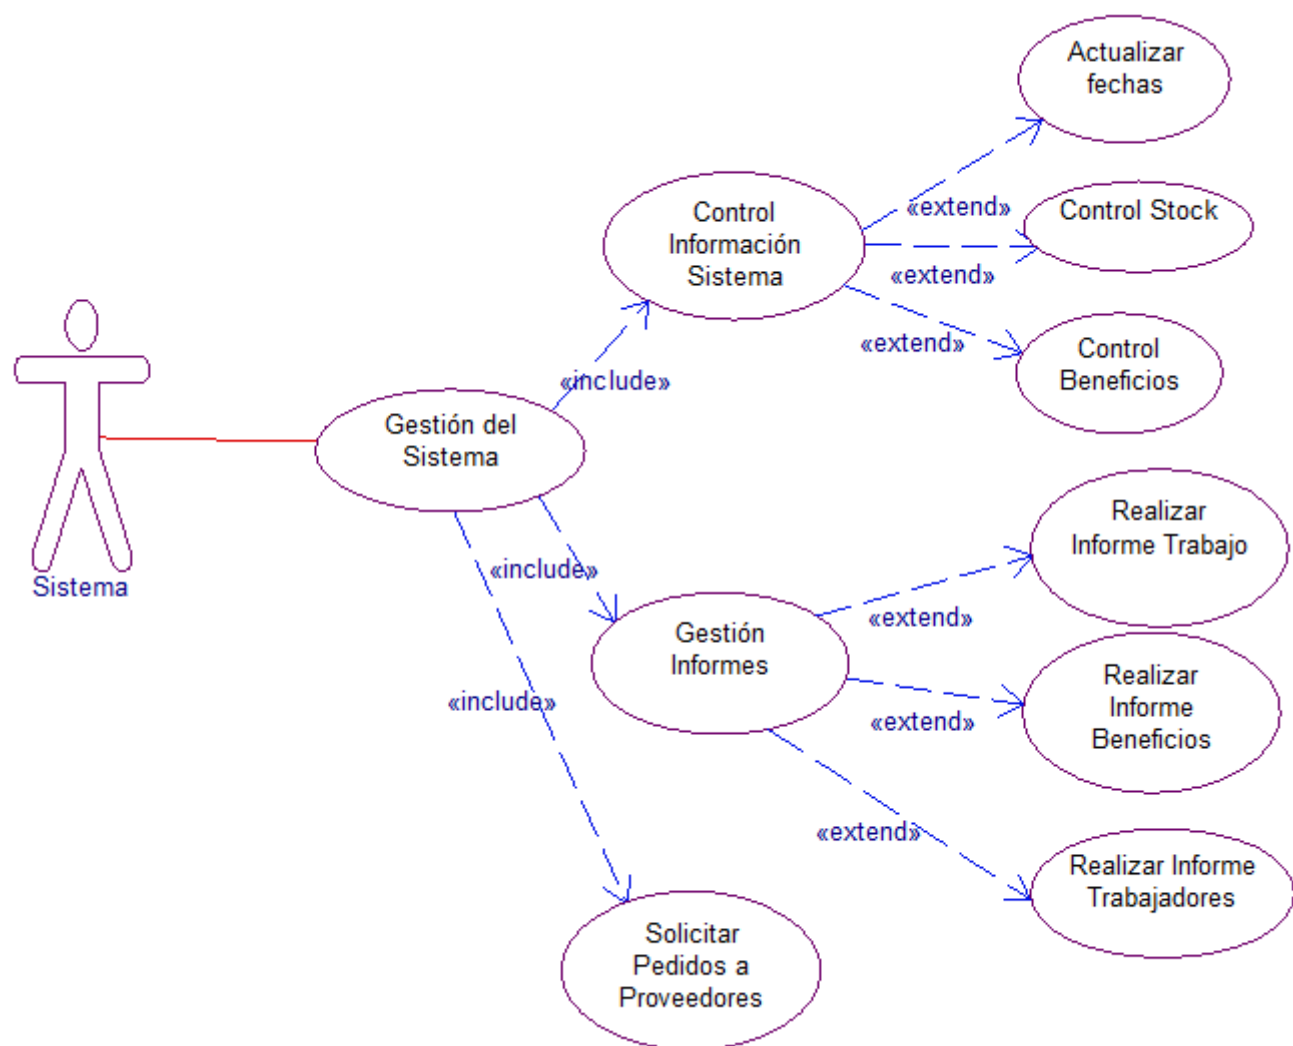 Actualizar
fechas
«extend»
Control Stock
Control
Información
Sistema
«extend»
«extend»
Control
Beneficios
«include»
Gestión del
Sistema
Sistema
«include»
Realizar
Informe Trabajo
«extend»
Gestión
Informes
«include»
«extend»
Realizar
Informe
Beneficios
«extend»
Realizar Informe
Trabajadores
Solicitar
Pedidos a
Proveedores